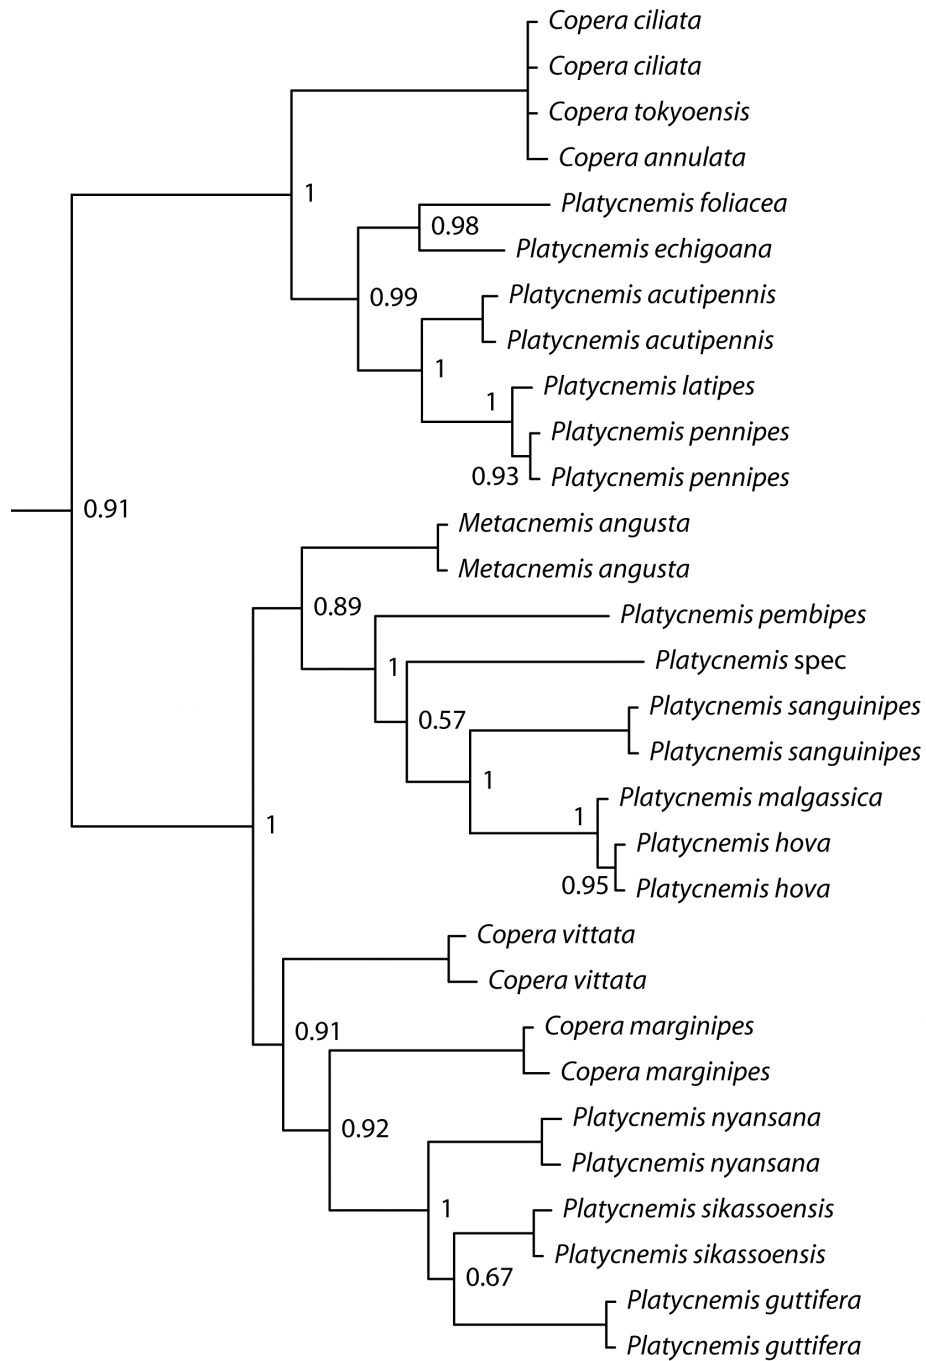 Copera ciliata
Copera ciliata
Copera tokyoensis
Copera annulata
1
Platycnemis foliacea
0.98
Platycnemis echigoana
0.99
Platycnemis acutipennis
Platycnemis acutipennis
1
Platycnemis latipes
1
Platycnemis pennipes
0.93
Platycnemis pennipes
0.91
Metacnemis angusta
Metacnemis angusta
0.89
Platycnemis pembipes
1
Platycnemis spec
0.57
Platycnemis sanguinipes
Platycnemis sanguinipes
1
Platycnemis malgassica
1
1
Platycnemis hova
0.95
Platycnemis hova
Copera vittata
Copera vittata
0.91
Copera marginipes
Copera marginipes
0.92
Platycnemis nyansana
Platycnemis nyansana
1
Platycnemis sikassoensis
Platycnemis sikassoensis
0.67
Platycnemis guttifera
Platycnemis guttifera